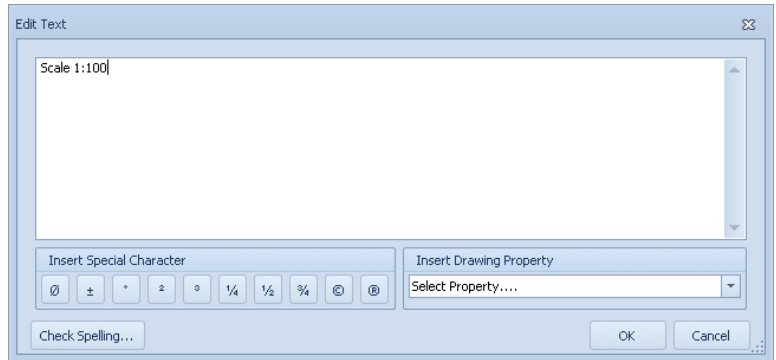 Edit Text
Scale 1:100
Insert Special Character
Ø ± ° ² ³ ¼ ½ ¾ © ®
Insert Drawing Property
Select Property....
Check Spelling...
OK
Cancel